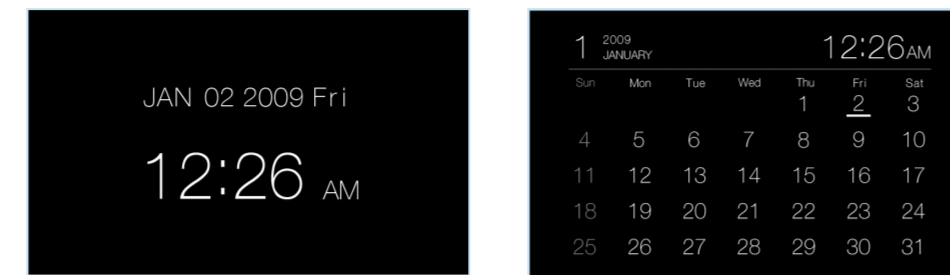 JAN 02 2009 Fri
12:26 AM
1 2009 JANUARY 12:26AM
Sun Mon Tue Wed Thu Fri Sat
1 2 3
4 5 6 7 8 9 10
11 12 13 14 15 16 17
18 19 20 21 22 23 24
25 26 27 28 29 30 31